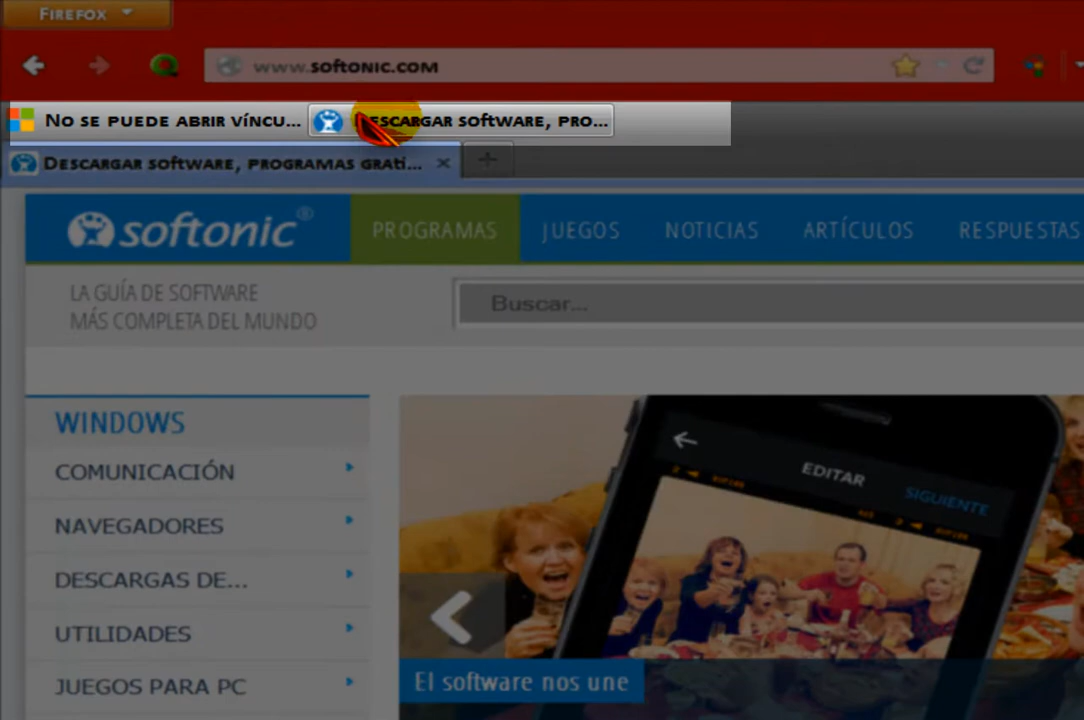 Firefox
www.softonic.com
No se puede abrir víncu... Descargar software, pro...
Descargar software, programas grati...
softonic®
PROGRAMAS JUEGOS NOTICIAS ARTÍCULOS RESPUESTAS
LA GUÍA DE SOFTWARE
MÁS COMPLETA DEL MUNDO
Buscar...
WINDOWS
COMUNICACIÓN
NAVEGADORES
DESCARGAS DE...
UTILIDADES
JUEGOS PARA PC
EDITAR
SIGUIENTE
El software nos une